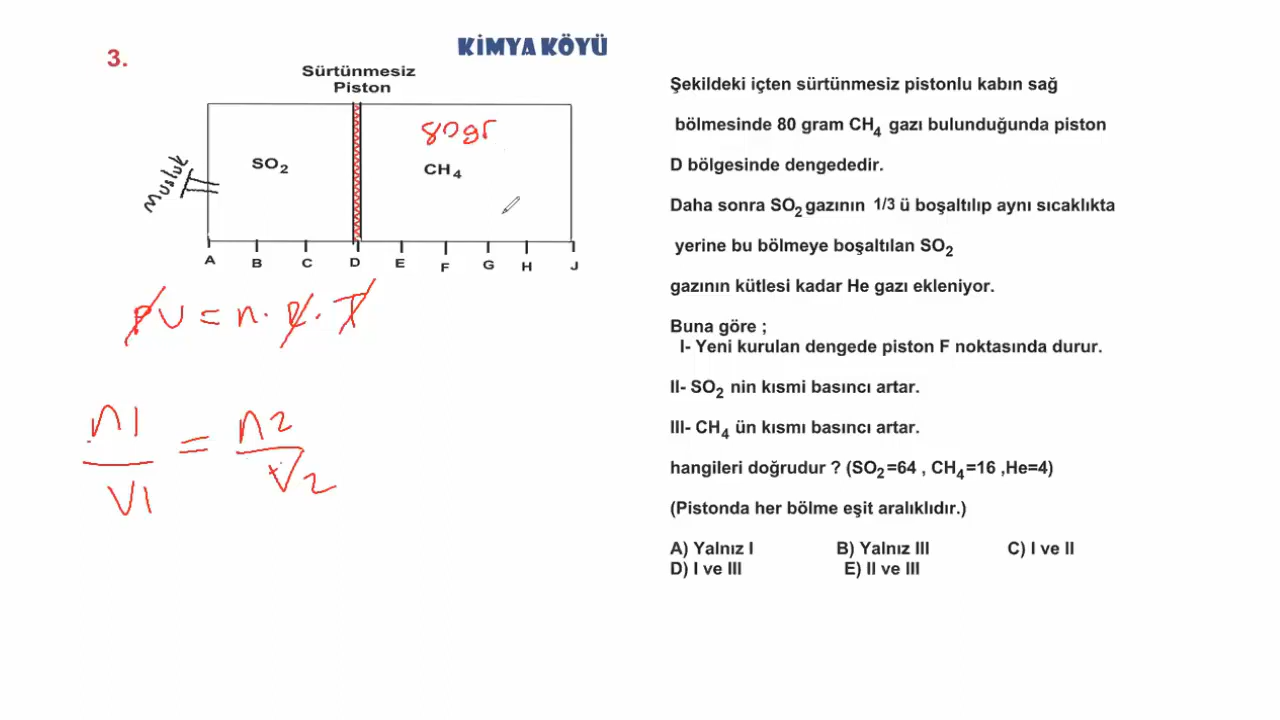 KİMYA KÖYÜ
3.
Sürtünmesiz
Piston
80gr
SO2
CH4
Musluk
A B C D E F G H J
PV = n . R . T
n1 = n2
V1 V2
Şekildeki içten sürtünmesiz pistonlu kabın sağ
bölmesinde 80 gram CH4 gazı bulunduğunda piston
D bölgesinde dengededir.
Daha sonra SO2 gazının 1/3 ü boşaltılıp aynı sıcaklıkta
yerine bu bölmeye boşaltılan SO2
gazının kütlesi kadar He gazı ekleniyor.
Buna göre ;
I- Yeni kurulan dengede piston F noktasında durur.
II- SO2 nin kısmi basıncı artar.
III- CH4 ün kısmı basıncı artar.
hangileri doğrudur ? (SO2=64 , CH4=16 ,He=4)
(Pistonda her bölme eşit aralıklıdır.)
A) Yalnız I B) Yalnız III C) I ve II
D) I ve III E) II ve III